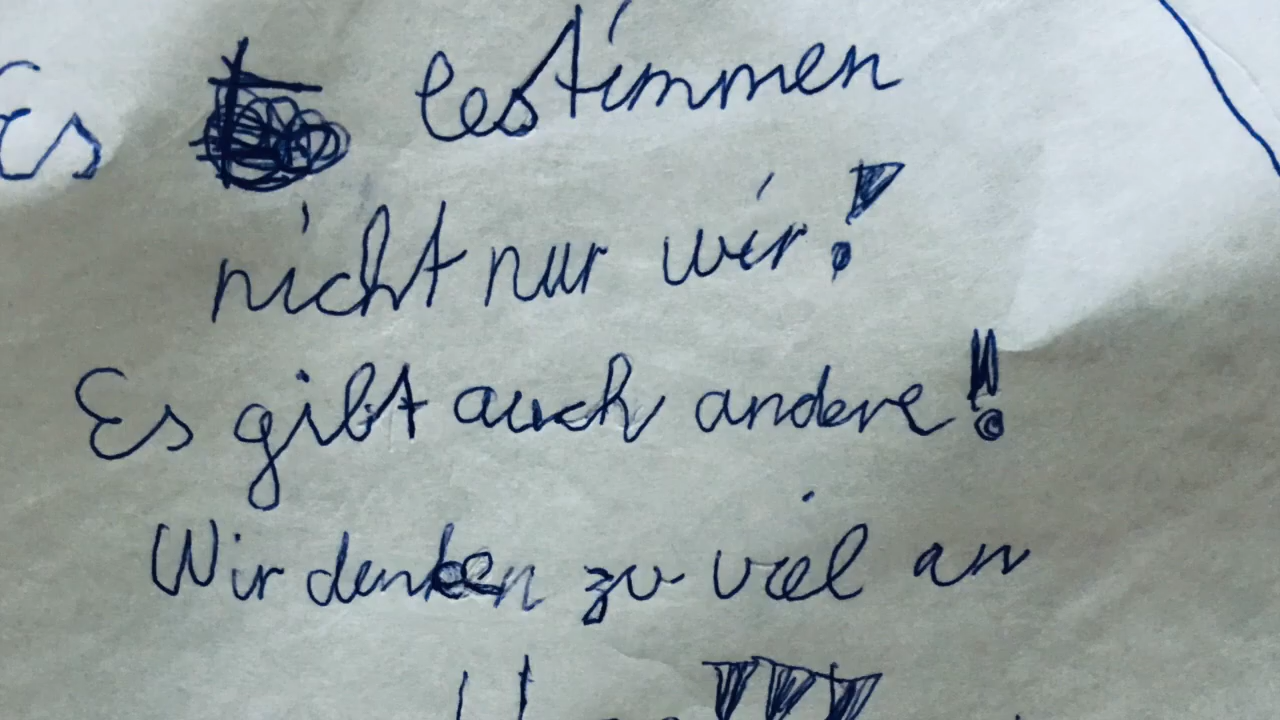 Es bestimmen
nicht nur wir!
Es gibt auch andere!!
Wir denken zu viel an